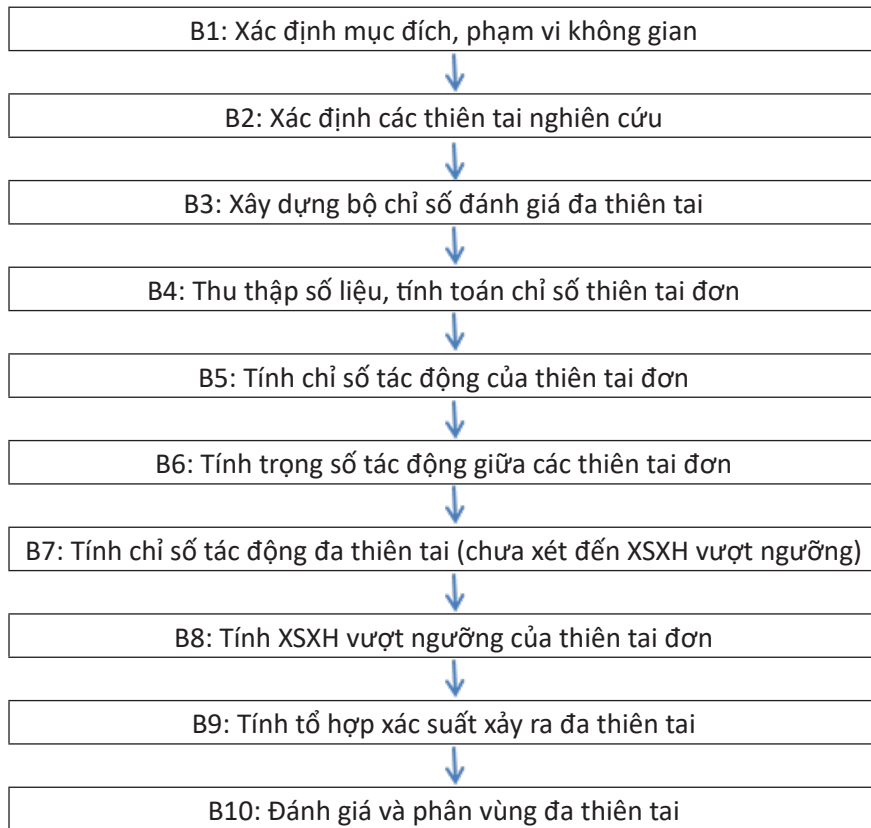 B1: Xác định mục đích, phạm vi không gian
B2: Xác định các thiên tai nghiên cứu
B3: Xây dựng bộ chỉ số đánh giá đa thiên tai
B4: Thu thập số liệu, tính toán chỉ số thiên tai đơn
B5: Tính chỉ số tác động của thiên tai đơn
B6: Tính trọng số tác động giữa các thiên tai đơn
B7: Tính chỉ số tác động đa thiên tai (chưa xét đến XSXH vượt ngưỡng)
B8: Tính XSXH vượt ngưỡng của thiên tai đơn
B9: Tính tổ hợp xác suất xảy ra đa thiên tai
B10: Đánh giá và phân vùng đa thiên tai